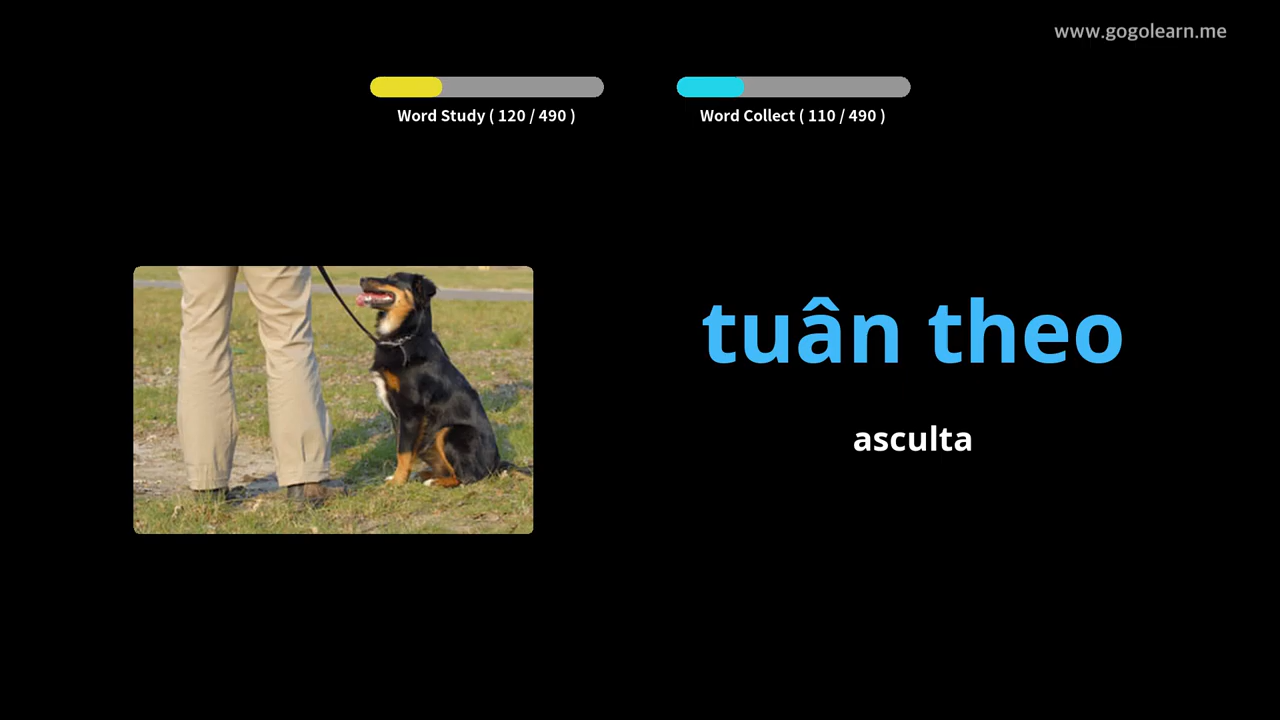 www.gogolearn.me
Word Study ( 120 / 490 )
Word Collect ( 110 / 490 )
tuân theo
asculta